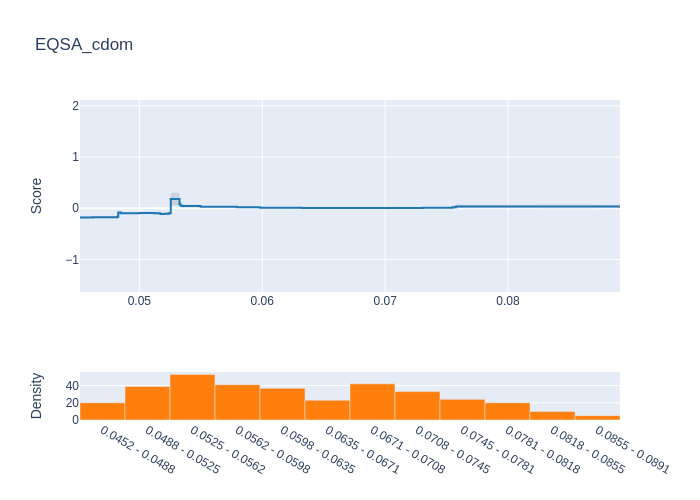 EQSA_cdom
2
1
0
−1
Score
0.05 0.06 0.07 0.08
40
20
0
Density
0.0452 - 0.0488
0.0488 - 0.0525
0.0525 - 0.0562
0.0562 - 0.0598
0.0598 - 0.0635
0.0635 - 0.0671
0.0671 - 0.0708
0.0708 - 0.0745
0.0745 - 0.0781
0.0781 - 0.0818
0.0818 - 0.0855
0.0855 - 0.0891